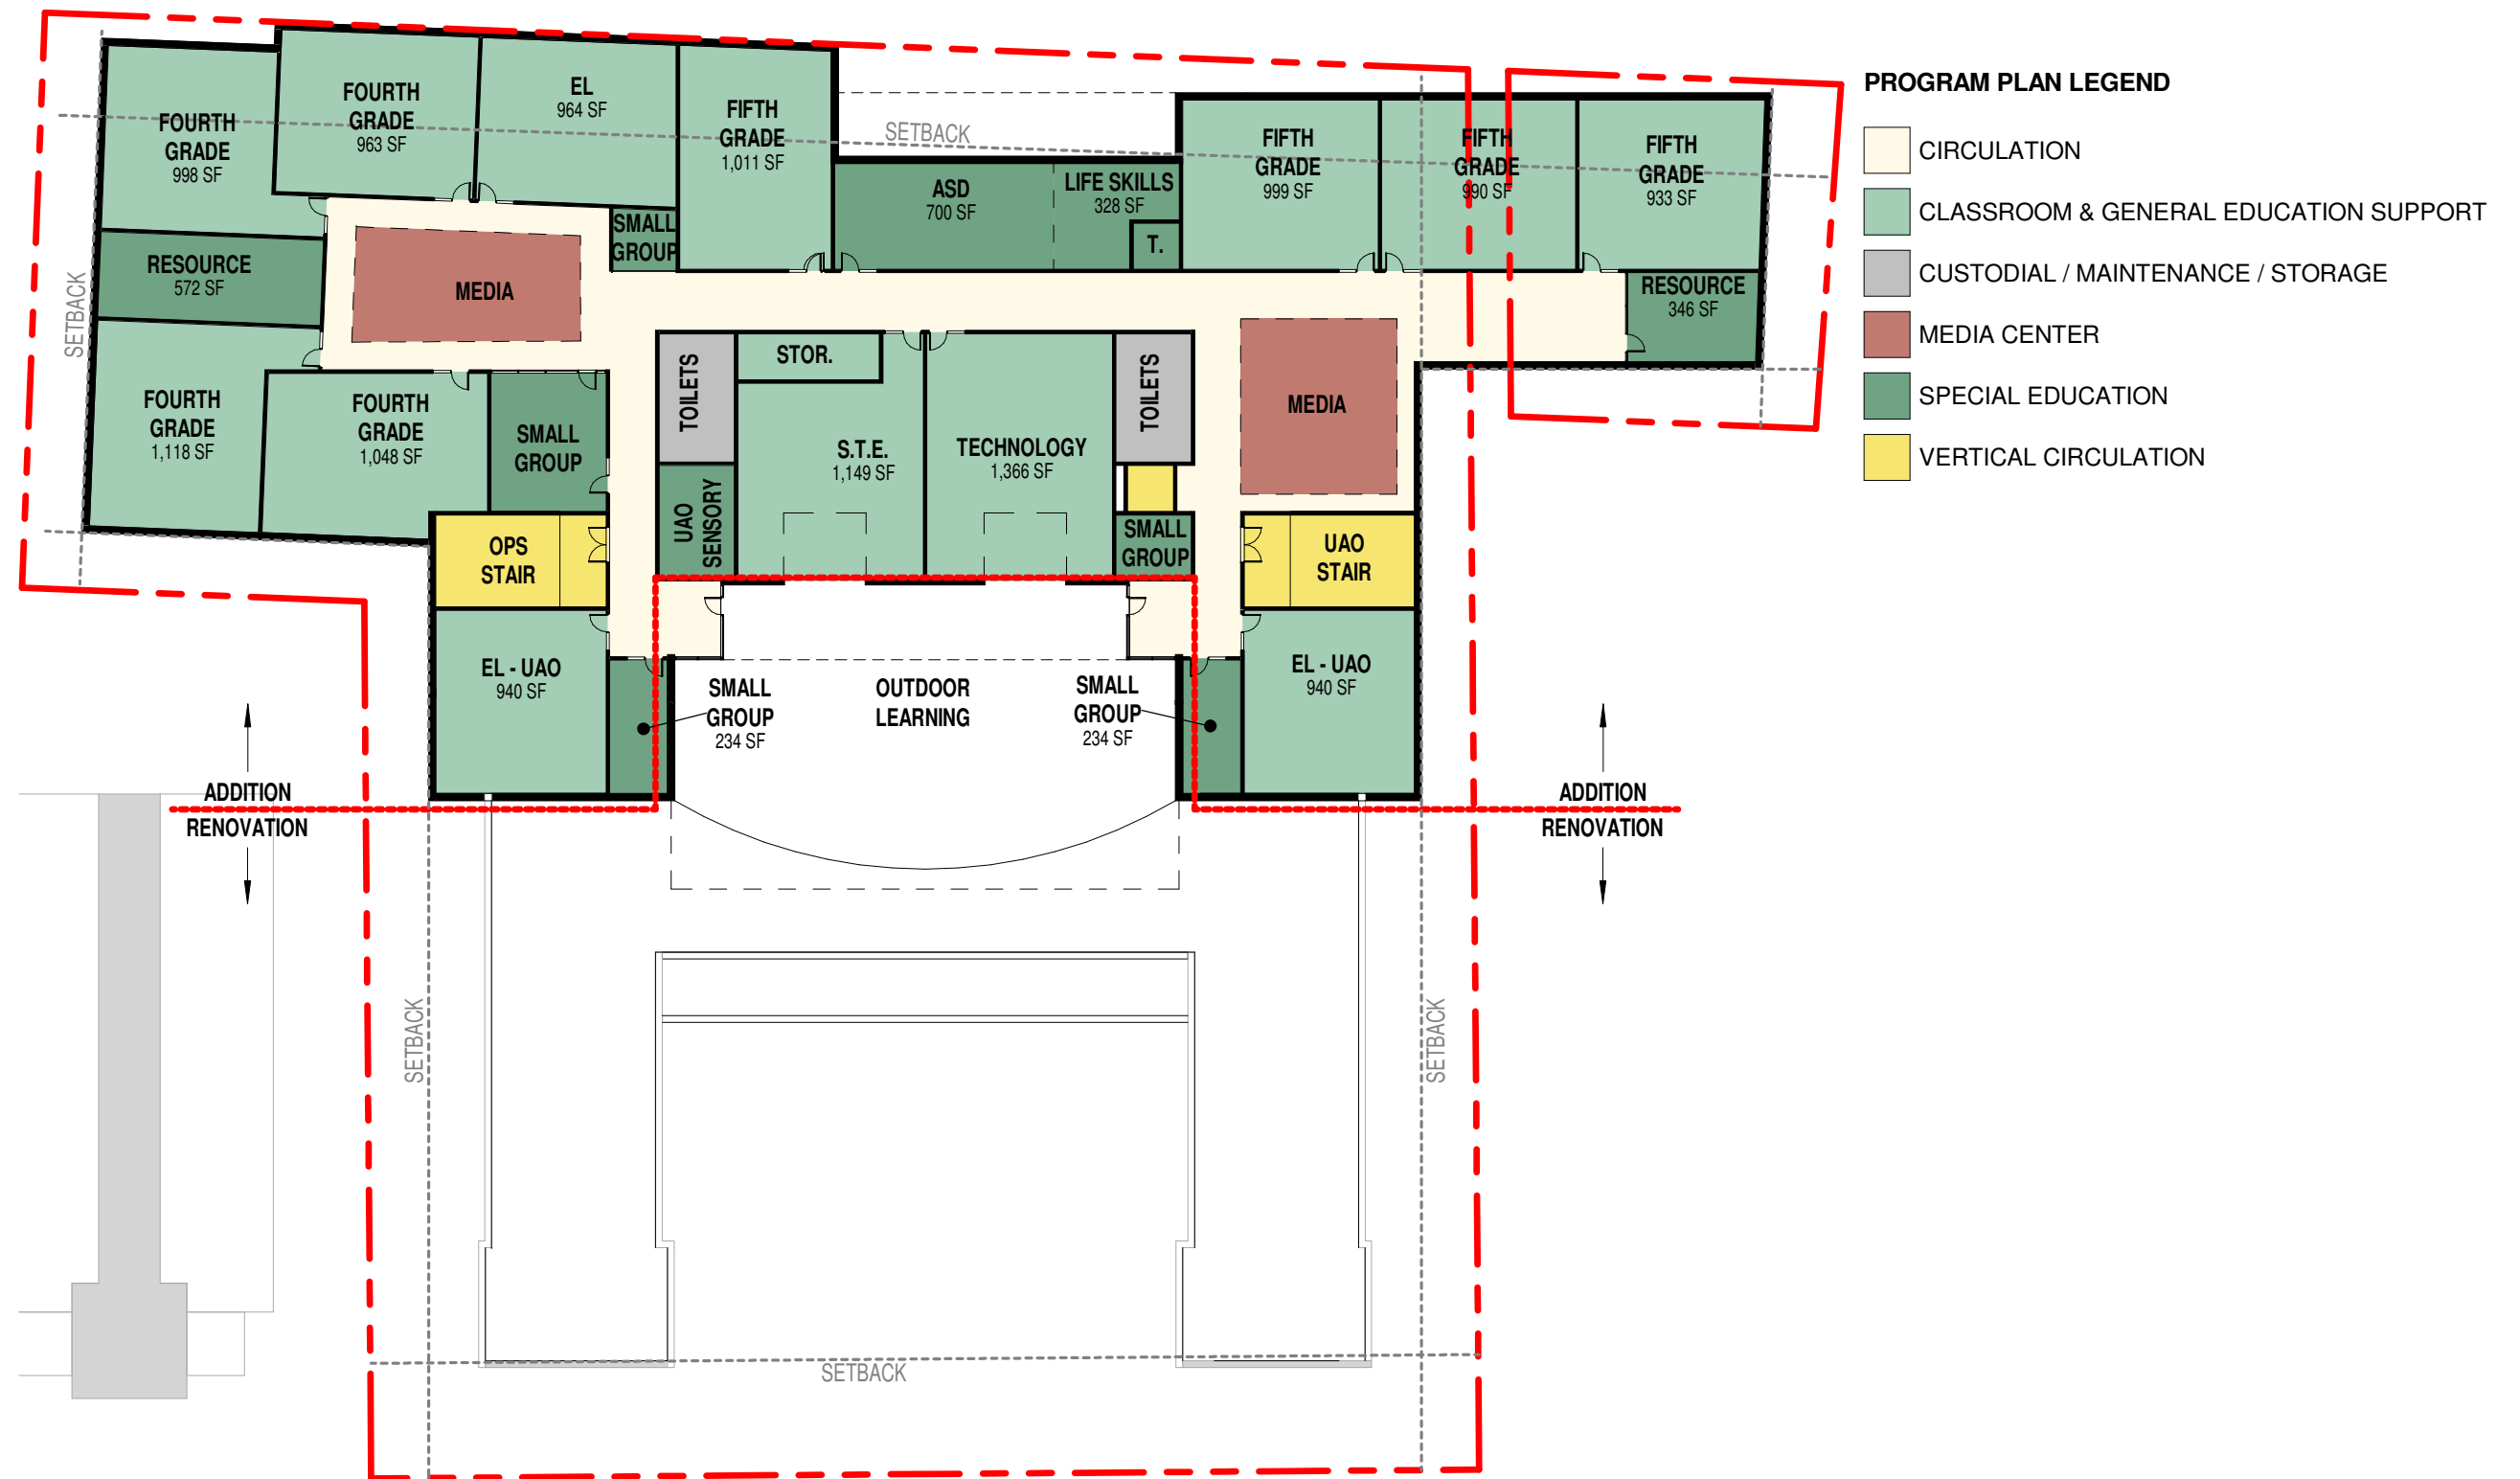 PROGRAM PLAN LEGEND
CIRCULATION
CLASSROOM & GENERAL EDUCATION SUPPORT
CUSTODIAL / MAINTENANCE / STORAGE
MEDIA CENTER
SPECIAL EDUCATION
VERTICAL CIRCULATION
FOURTH
GRADE
998 SF
FOURTH
GRADE
963 SF
EL
964 SF
FIFTH
GRADE
1,011 SF
SETBACK
ASD
700 SF
LIFE SKILLS
328 SF
T.
FIFTH
GRADE
999 SF
FIFTH
GRADE
990 SF
FIFTH
GRADE
933 SF
SMALL
GROUP
RESOURCE
572 SF
MEDIA
RESOURCE
346 SF
SETBACK
FOURTH
GRADE
1,118 SF
FOURTH
GRADE
1,048 SF
SMALL
GROUP
TOILETS
STOR.
S.T.E.
1,149 SF
TECHNOLOGY
1,366 SF
TOILETS
MEDIA
UAO
SENSORY
SMALL
GROUP
OPS
STAIR
UAO
STAIR
EL - UAO
940 SF
SMALL
GROUP
234 SF
OUTDOOR
LEARNING
SMALL
GROUP
234 SF
EL - UAO
940 SF
ADDITION
RENOVATION
ADDITION
RENOVATION
SETBACK
SETBACK
SETBACK